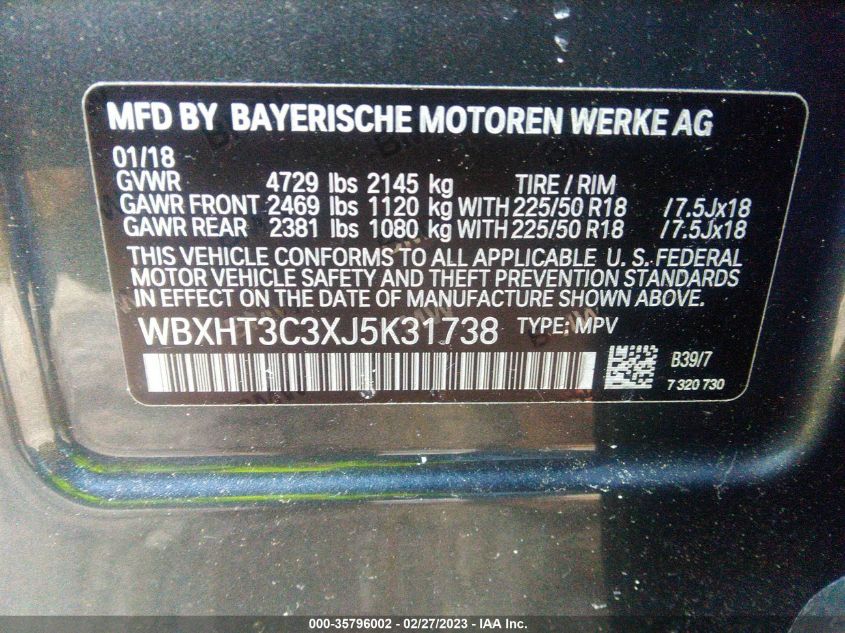 MFD BY BAYERISCHE MOTOREN WERKE AG
01/18
GVWR 4729 lbs 2145 kg TIRE / RIM
GAWR FRONT 2469 lbs 1120 kg WITH 225/50 R18 /7.5Jx18
GAWR REAR 2381 lbs 1080 kg WITH 225/50 R18 /7.5Jx18
THIS VEHICLE CONFORMS TO ALL APPLICABLE U. S. FEDERAL
MOTOR VEHICLE SAFETY AND THEFT PREVENTION STANDARDS
IN EFFECT ON THE DATE OF MANUFACTURE SHOWN ABOVE.
WBXHT3C3XJ5K31738 TYPE: MPV
B39/7
7 320 730
000-35796002 - 02/27/2023 - IAA Inc.